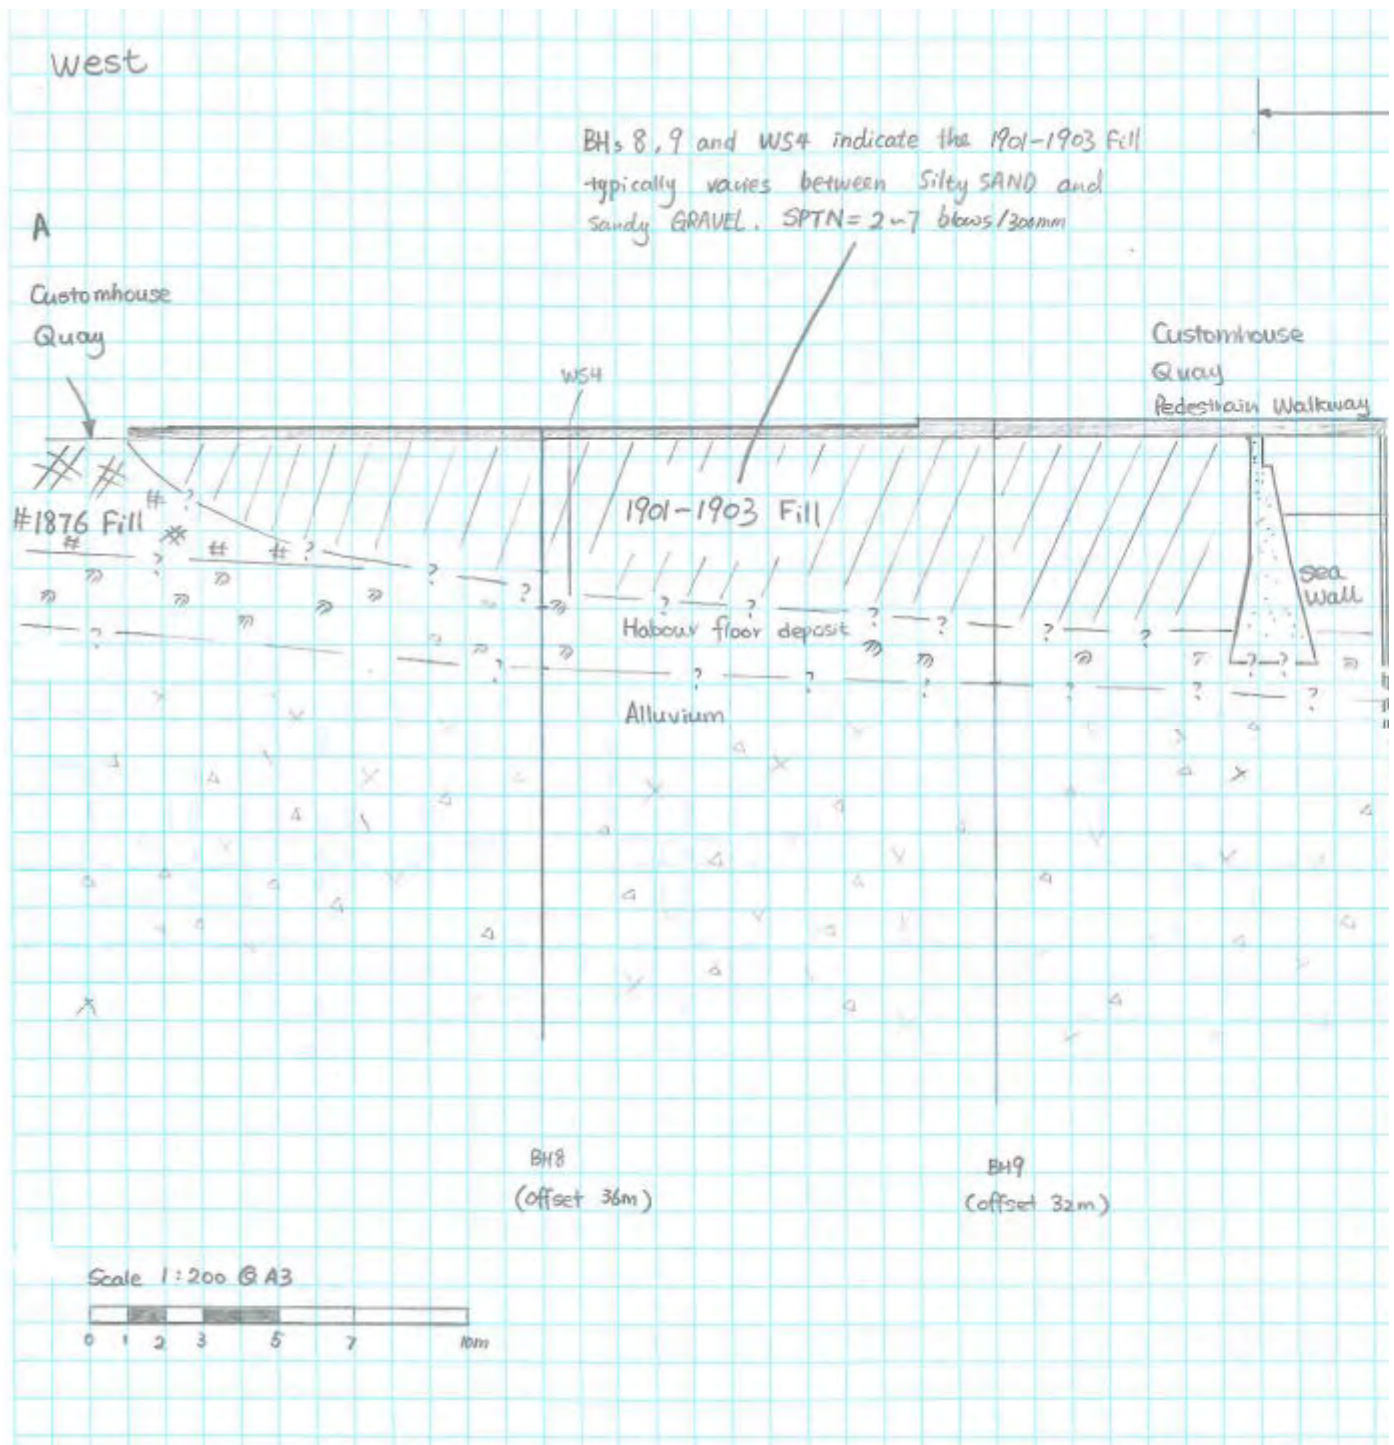 west
BHs 8, 9 and WS4 indicate the 1901-1903 Fill
typically varies between Silty SAND and
sandy GRAVEL. SPTN= 2~7 blows/300mm
A
Customhouse
Quay
Customhouse
Quay
Pedestrain Walkway
WS4
#1876 Fill
1901-1903 Fill
sea
Wall
Habour floor deposit
Alluvium
BH8
(offset 36m)
BH9
(offset 32m)
Scale 1:200 @ A3
0 1 2 3 5 7 10m